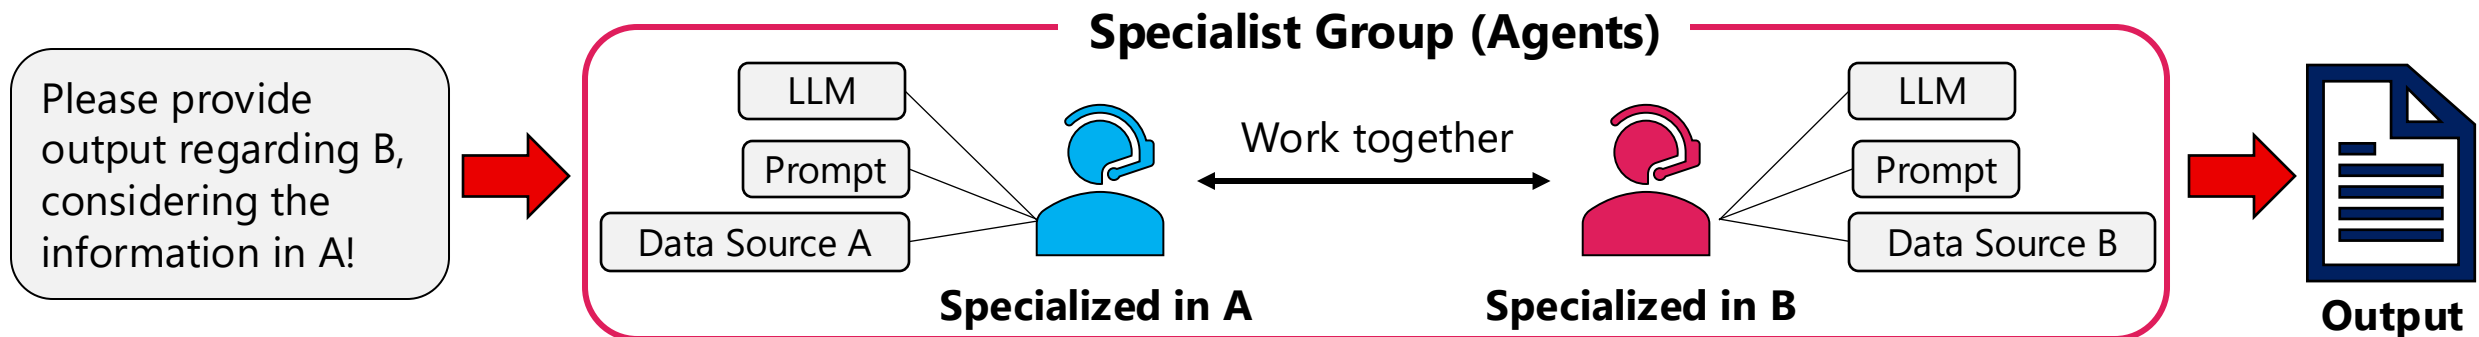 Specialist Group (Agents)
Please provide
output regarding B,
considering the
information in A!
LLM
Prompt
Data Source A
Specialized in A
Work together
LLM
Prompt
Data Source B
Specialized in B
Output